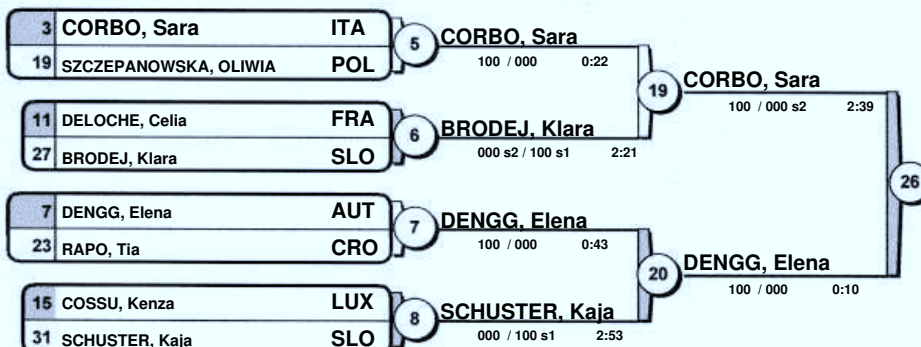 3 CORBO, Sara ITA
19 SZCZEPANOWSKA, OLIWIA POL
5
CORBO, Sara
100 / 000 0:22
11 DELOCHE, Celia FRA
27 BRODEJ, Klara SLO
6
BRODEJ, Klara
000 s2 / 100 s1 2:21
19
CORBO, Sara
100 / 000 s2 2:39
7 DENGG, Elena AUT
23 RAPO, Tia CRO
7
DENGG, Elena
100 / 000 0:43
15 COSSU, Kenza LUX
31 SCHUSTER, Kaja SLO
8
SCHUSTER, Kaja
000 / 100 s1 2:53
20
DENGG, Elena
100 / 000 0:10
26